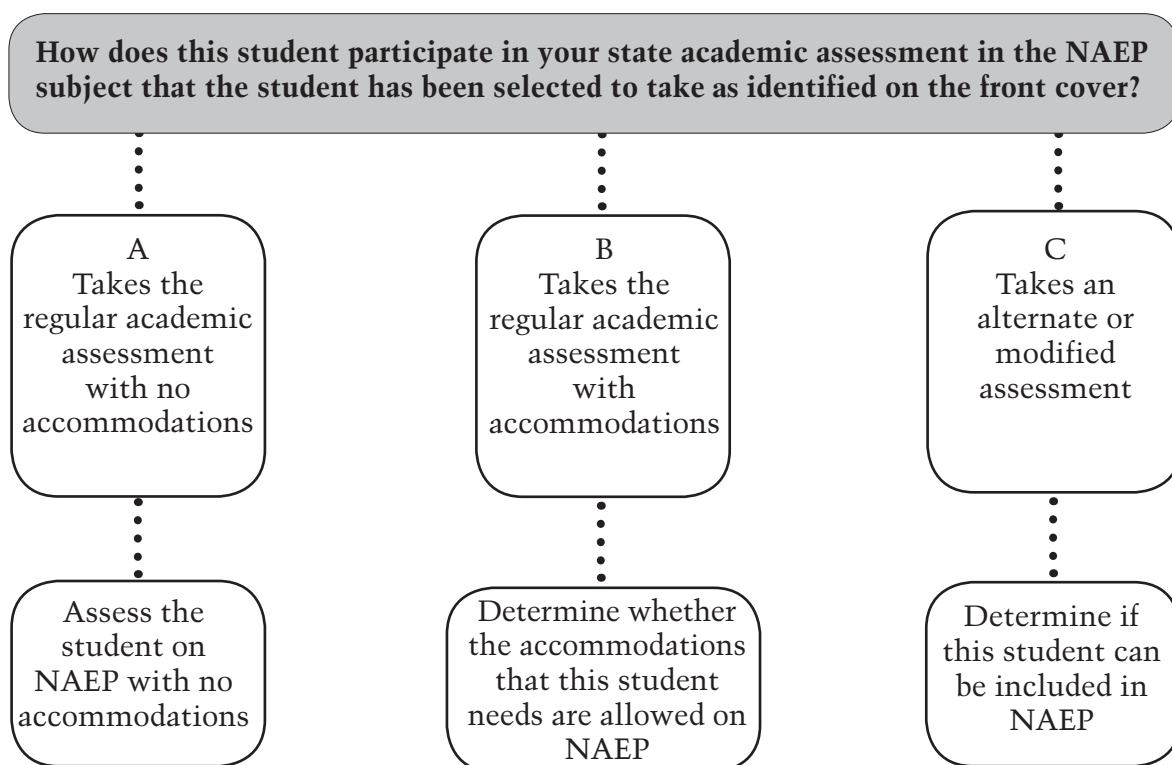 How does this student participate in your state academic assessment in the NAEP
subject that the student has been selected to take as identified on the front cover?
A
Takes the
regular academic
assessment
with no
accommodations
B
Takes the
regular academic
assessment
with
accommodations
C
Takes an
alternate or
modified
assessment
Assess the
student on
NAEP with no
accommodations
Determine whether
the accommodations
that this student
needs are allowed on
NAEP
Determine if
this student can
be included in
NAEP